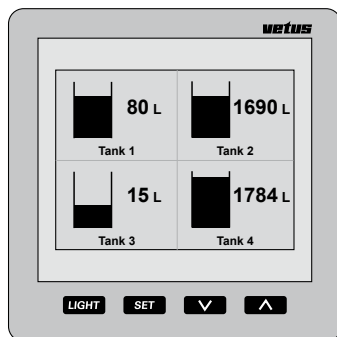 vetus
80 L
1690 L
Tank 1
Tank 2
15 L
1784 L
Tank 3
Tank 4
LIGHT
SET